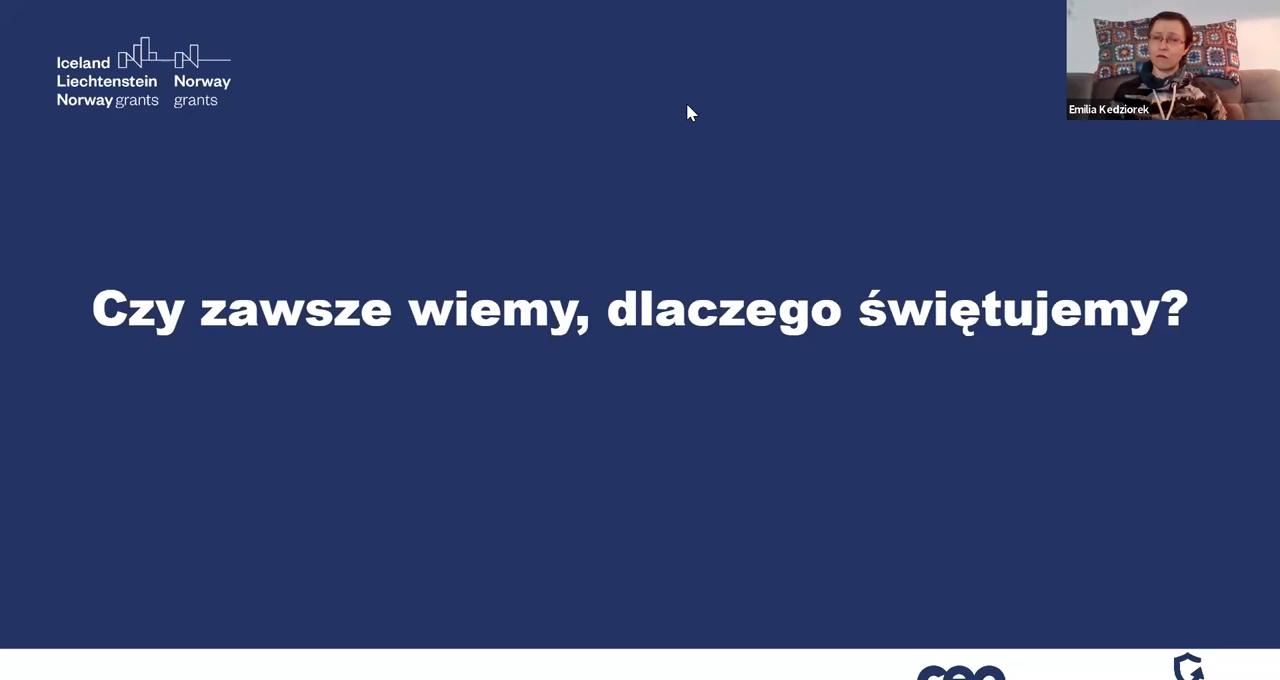 Iceland
Liechtenstein
Norway grants
Norway
grants
Emilia Kedziorek
Czy zawsze wiemy, dlaczego świętujemy?